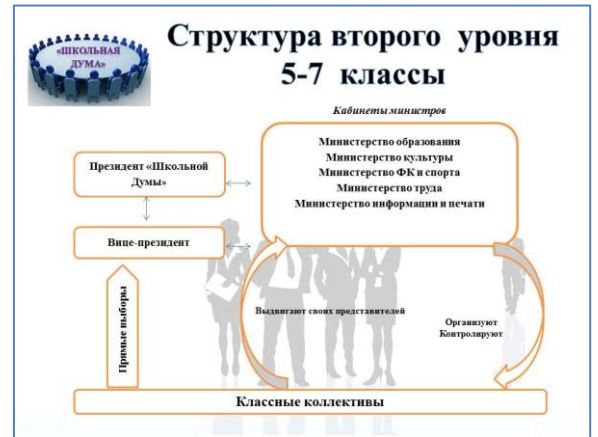 «ШКОЛЬНАЯ
ДУМА»
Структура второго уровня
5-7 классы
Кабинеты министров
Министерство образования
Министерство культуры
Министерство ФК и спорта
Министерство труда
Министерство информации и печати
Президент «Школьной
Думы»
Вице-президент
Прямые выборы
Выдвигают своих представителей
Организуют
Контролируют
Классные коллективы